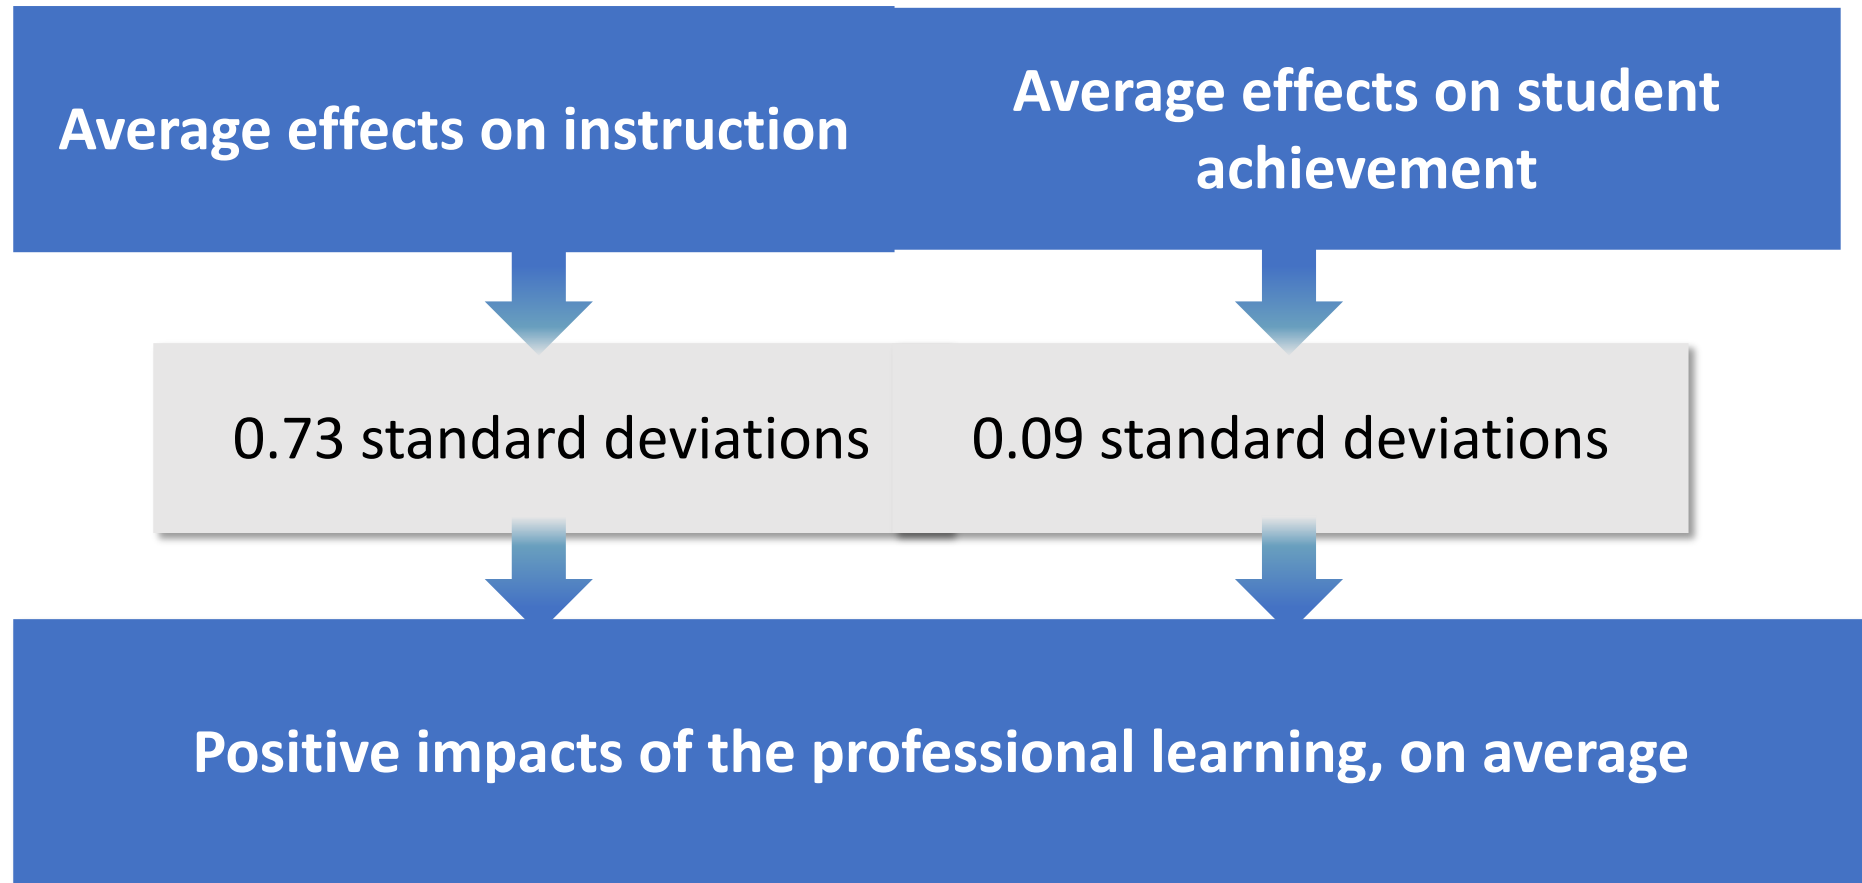 Average effects on instruction
Average effects on student
achievement
0.73 standard deviations
0.09 standard deviations
Positive impacts of the professional learning, on average